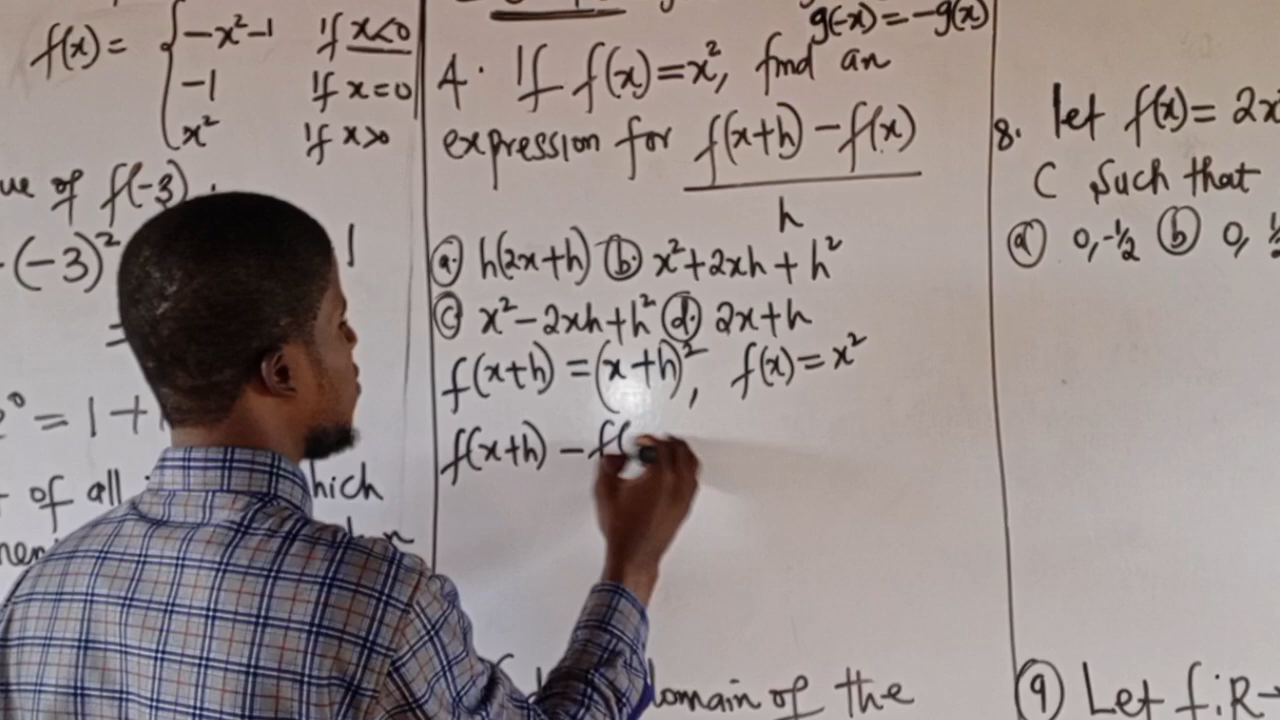 f(x) = { -x²-1 if x<0
-1 if x=0
x² if x>0
of f(-3).
(-3)² 1
=
= 1+
of all hich
g(-x) = -g(x)
4. If f(x) = x², find an
expression for f(x+h) - f(x)
h
(a.) h(2x+h) (b.) x²+2xh+h²
(c) x²-2xh+h² (d.) 2x+h
f(x+h) = (x+h)², f(x) = x²
f(x+h) - f(
of the
8. let f(x) = 2x
C such that
(a) 0, -½ (b) 0,
(9) Let f:R→